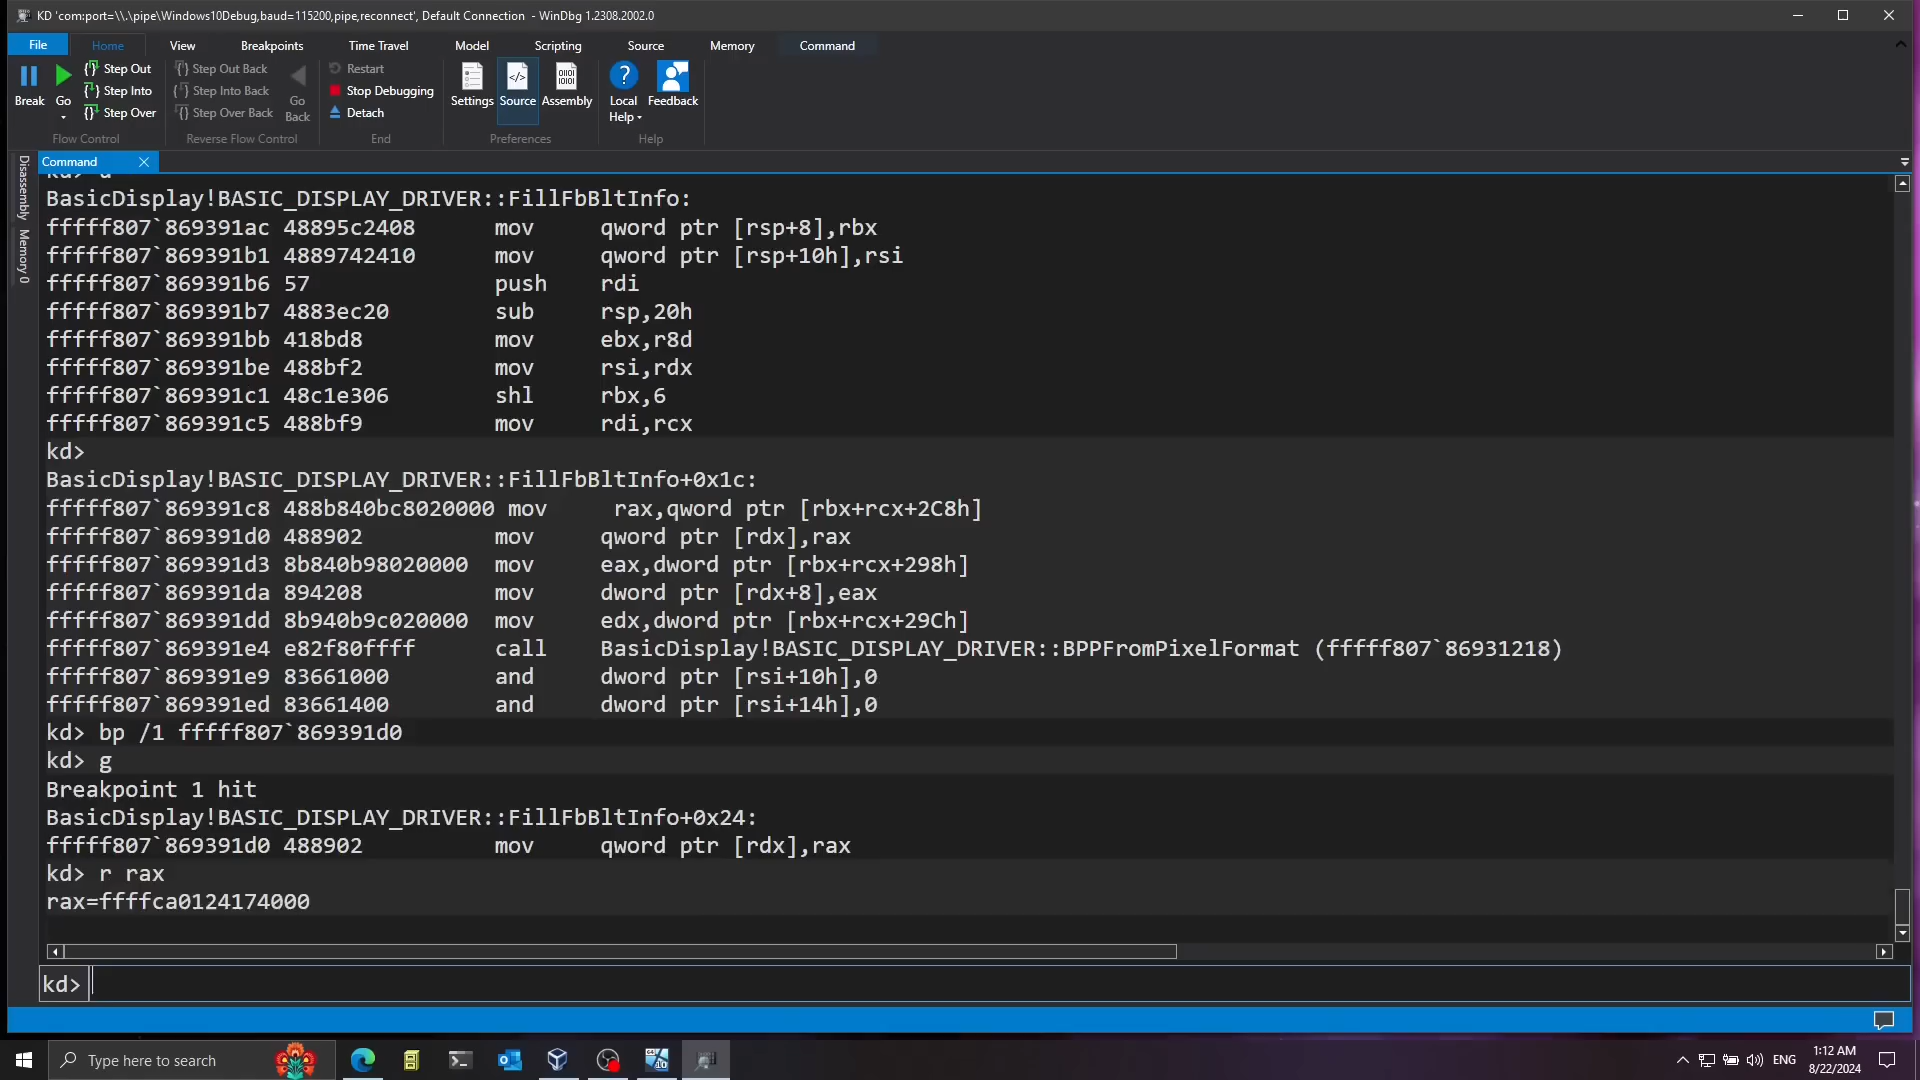 KD 'com:port=\\.\pipe\Windows10Debug,baud=115200,pipe,reconnect', Default Connection - WinDbg 1.2308.2002.0
File Home View Breakpoints Time Travel Model Scripting Source Memory Command
Break
Go
Step Out
Step Into
Step Over
Flow Control
Step Out Back
Step Into Back
Step Over Back
Go Back
Reverse Flow Control
Restart
Stop Debugging
Detach
End
Settings
Source
Assembly
Preferences
Local Help
Feedback
Help
Disassembly
Memory 0
Command
BasicDisplay!BASIC_DISPLAY_DRIVER::FillFbBltInfo:
fffff807`869391ac 48895c2408 mov qword ptr [rsp+8],rbx
fffff807`869391b1 4889742410 mov qword ptr [rsp+10h],rsi
fffff807`869391b6 57 push rdi
fffff807`869391b7 4883ec20 sub rsp,20h
fffff807`869391bb 418bd8 mov ebx,r8d
fffff807`869391be 488bf2 mov rsi,rdx
fffff807`869391c1 48c1e306 shl rbx,6
fffff807`869391c5 488bf9 mov rdi,rcx
kd>
BasicDisplay!BASIC_DISPLAY_DRIVER::FillFbBltInfo+0x1c:
fffff807`869391c8 488b840bc8020000 mov rax,qword ptr [rbx+rcx+2C8h]
fffff807`869391d0 488902 mov qword ptr [rdx],rax
fffff807`869391d3 8b840b98020000 mov eax,dword ptr [rbx+rcx+298h]
fffff807`869391da 894208 mov dword ptr [rdx+8],eax
fffff807`869391dd 8b940b9c020000 mov edx,dword ptr [rbx+rcx+29Ch]
fffff807`869391e4 e82f80ffff call BasicDisplay!BASIC_DISPLAY_DRIVER::BPPFromPixelFormat (fffff807`86931218)
fffff807`869391e9 83661000 and dword ptr [rsi+10h],0
fffff807`869391ed 83661400 and dword ptr [rsi+14h],0
kd> bp /1 fffff807`869391d0
kd> g
Breakpoint 1 hit
BasicDisplay!BASIC_DISPLAY_DRIVER::FillFbBltInfo+0x24:
fffff807`869391d0 488902 mov qword ptr [rdx],rax
kd> r rax
rax=ffffca0124174000
kd>
Type here to search
ENG
1:12 AM
8/22/2024